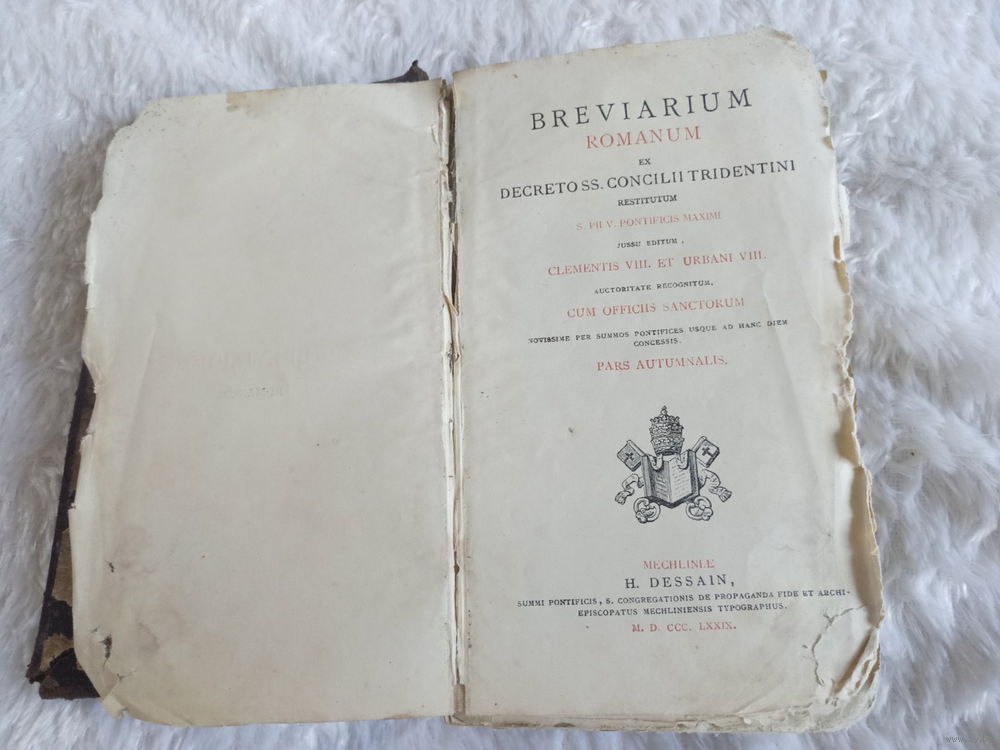 BREVIARIUM
ROMANUM
EX
DECRETO SS. CONCILII TRIDENTINI
RESTITUTUM
S. PII V. PONTIFICIS MAXIMI
JUSSU EDITUM,
CLEMENTIS VIII. ET URBANI VIII.
AUCTORITATE RECOGNITUM,
CUM OFFICIIS SANCTORUM
NOVISSIME PER SUMMOS PONTIFICES USQUE AD HANC DIEM
CONCESSIS.
PARS AUTUMNALIS.
MECHLINIÆ
H. DESSAIN,
SUMMI PONTIFICIS, S. CONGREGATIONIS DE PROPAGANDA FIDE ET ARCHI-
EPISCOPATUS MECHLINIENSIS TYPOGRAPHUS.
M. D. CCC. LXXIX.